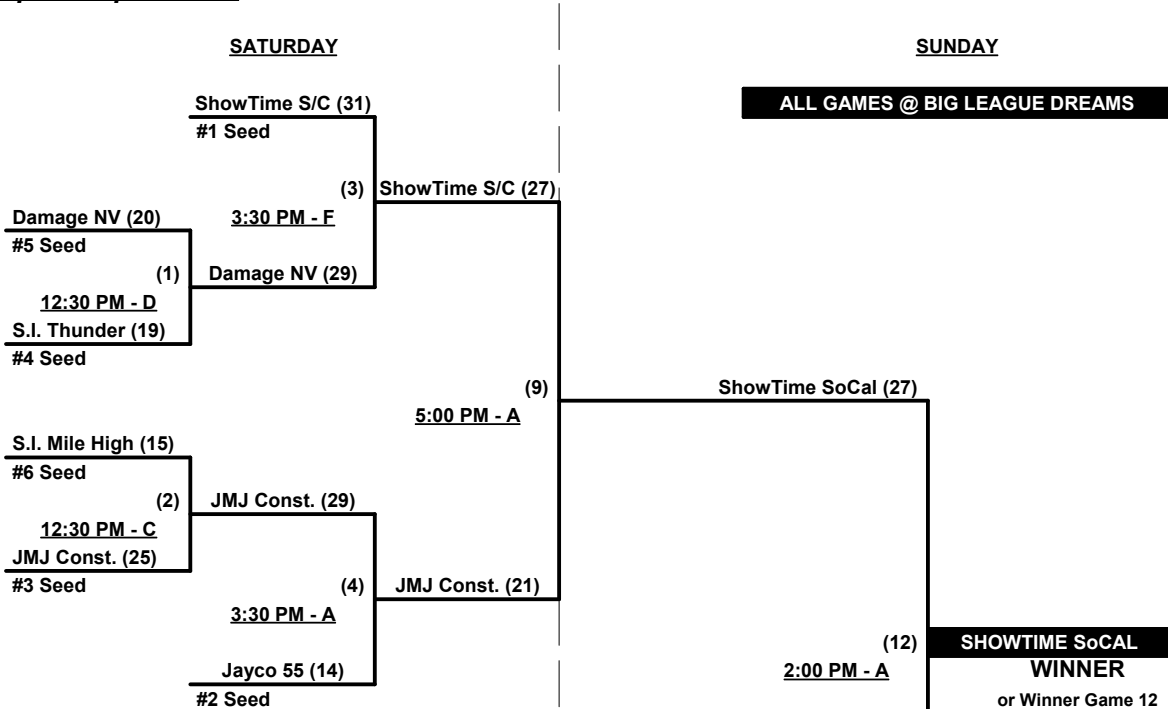 SATURDAY
SUNDAY
ShowTime S/C (31)
ALL GAMES @ BIG LEAGUE DREAMS
#1 Seed
(3)
ShowTime S/C (27)
Damage NV (20)
3:30 PM - F
#5 Seed
(1)
Damage NV (29)
12:30 PM - D
S.I. Thunder (19)
#4 Seed
(9)
ShowTime SoCal (27)
5:00 PM - A
S.I. Mile High (15)
#6 Seed
(2)
JMJ Const. (29)
12:30 PM - C
JMJ Const. (25)
#3 Seed
(4)
JMJ Const. (21)
3:30 PM - A
(12)
SHOWTIME SoCAL
Jayco 55 (14)
2:00 PM - A
WINNER
#2 Seed
or Winner Game 12